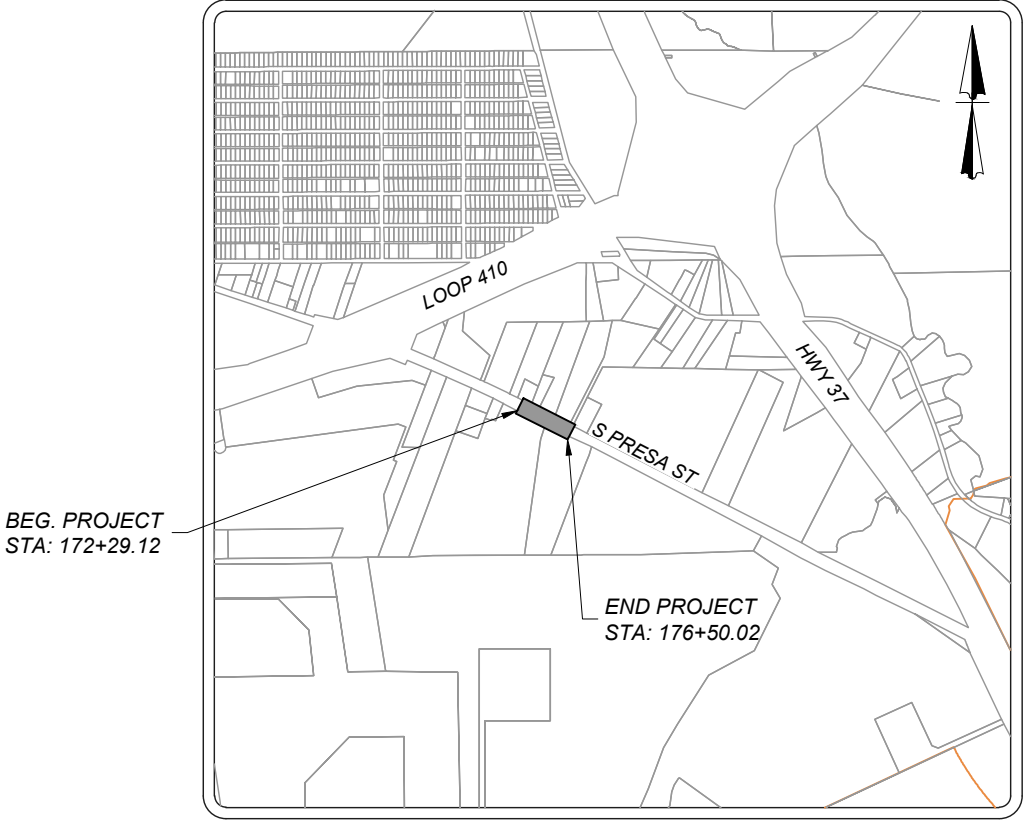 LOOP 410
HWY 37
S PRESA ST
BEG. PROJECT
STA: 172+29.12
END PROJECT
STA: 176+50.02